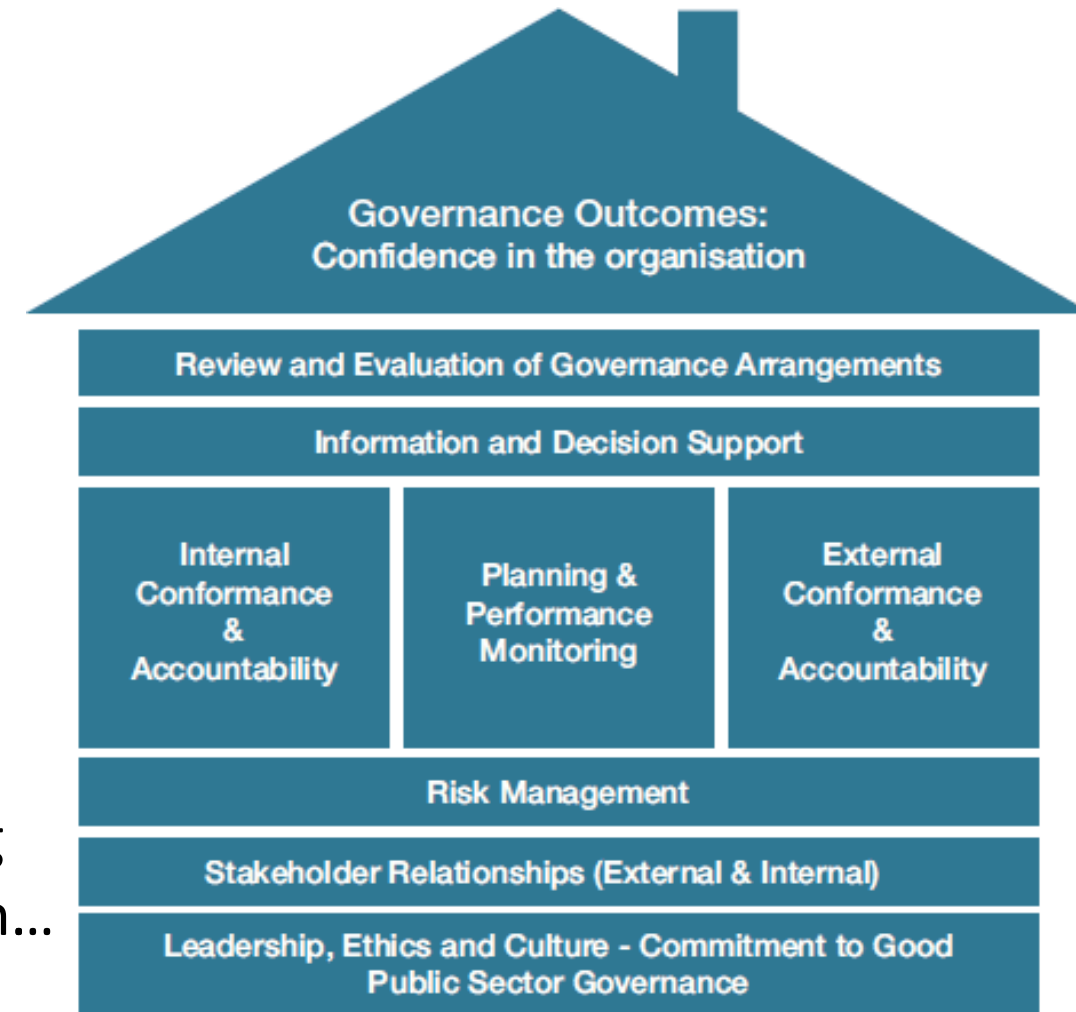 Governance Outcomes:
Confidence in the organisation
Review and Evaluation of Governance Arrangements
Information and Decision Support
Internal
Conformance
&
Accountability
Planning &
Performance
Monitoring
External
Conformance
&
Accountability
Risk Management
Stakeholder Relationships (External & Internal)
Leadership, Ethics and Culture - Commitment to Good
Public Sector Governance